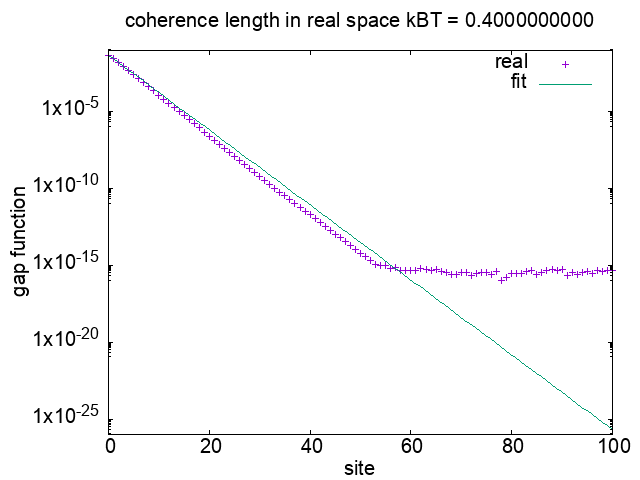 coherence length in real space kBT = 0.4000000000
real
fit
1x10-5
1x10-10
1x10-15
1x10-20
1x10-25
gap function
0 20 40 60 80 100
site